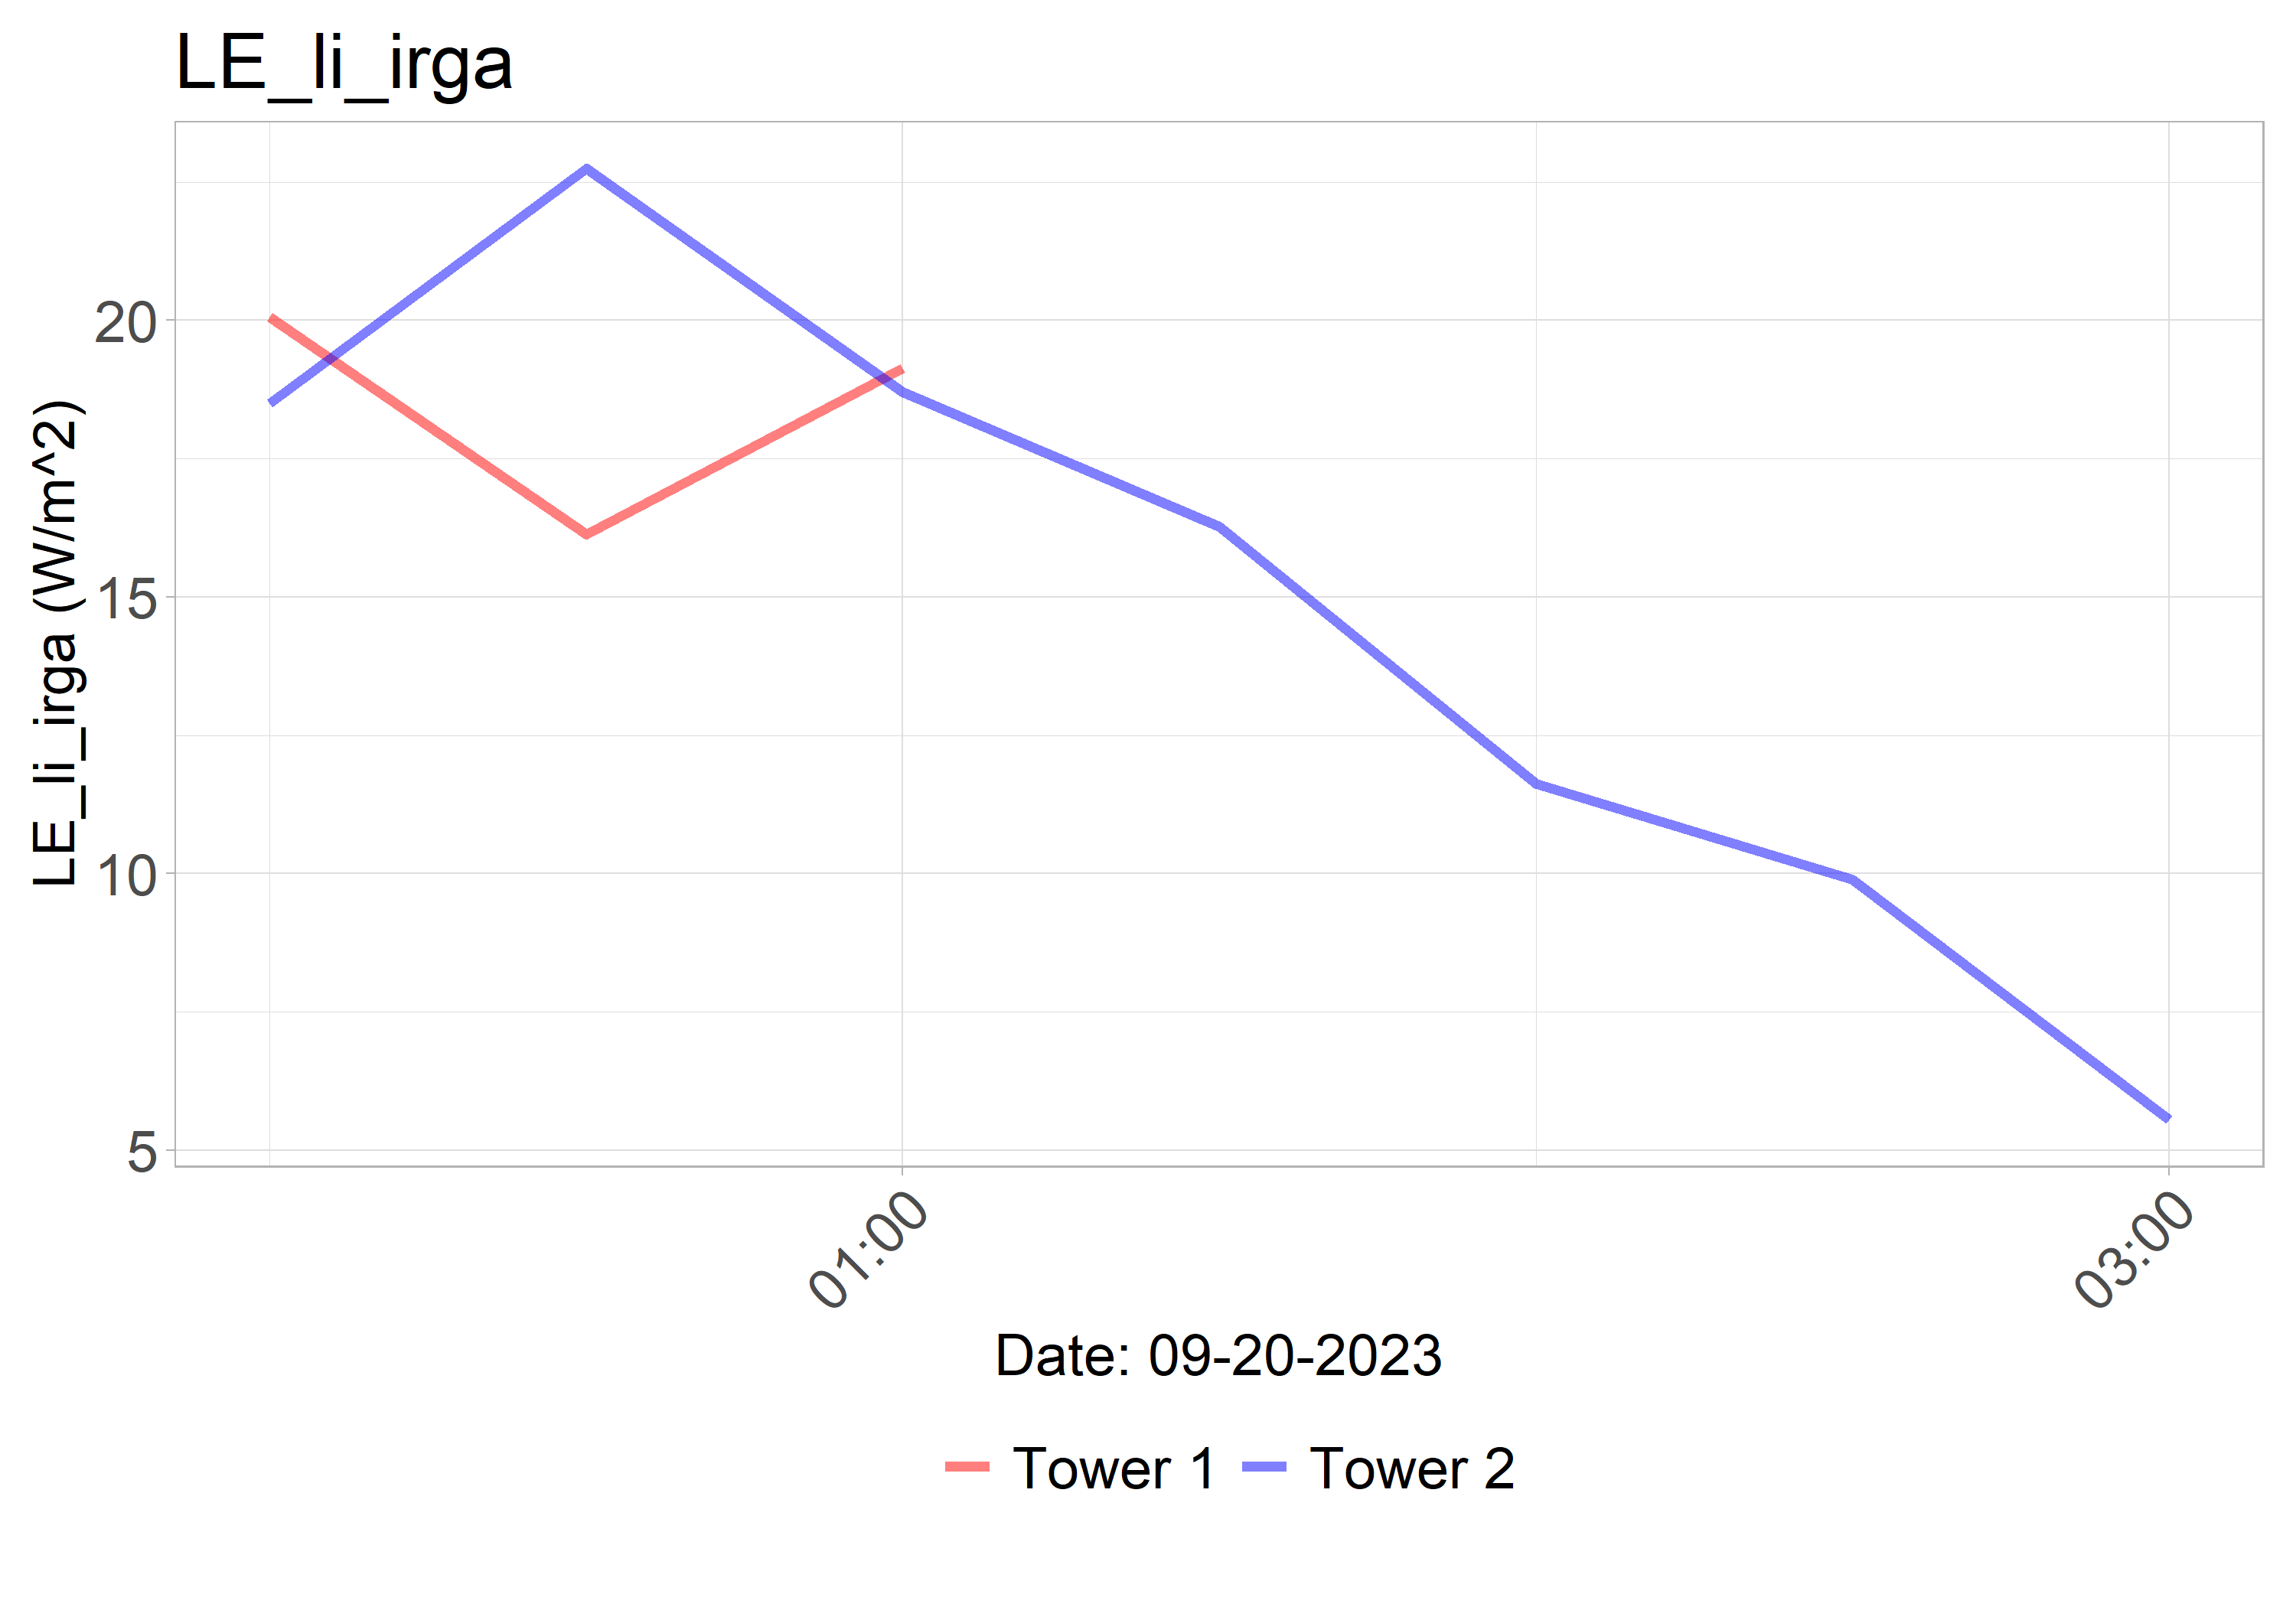 LE_li_irga
LE_li_irga (W/m^2)
20
15
10
5
01:00
03:00
Date: 09-20-2023
Tower 1
Tower 2